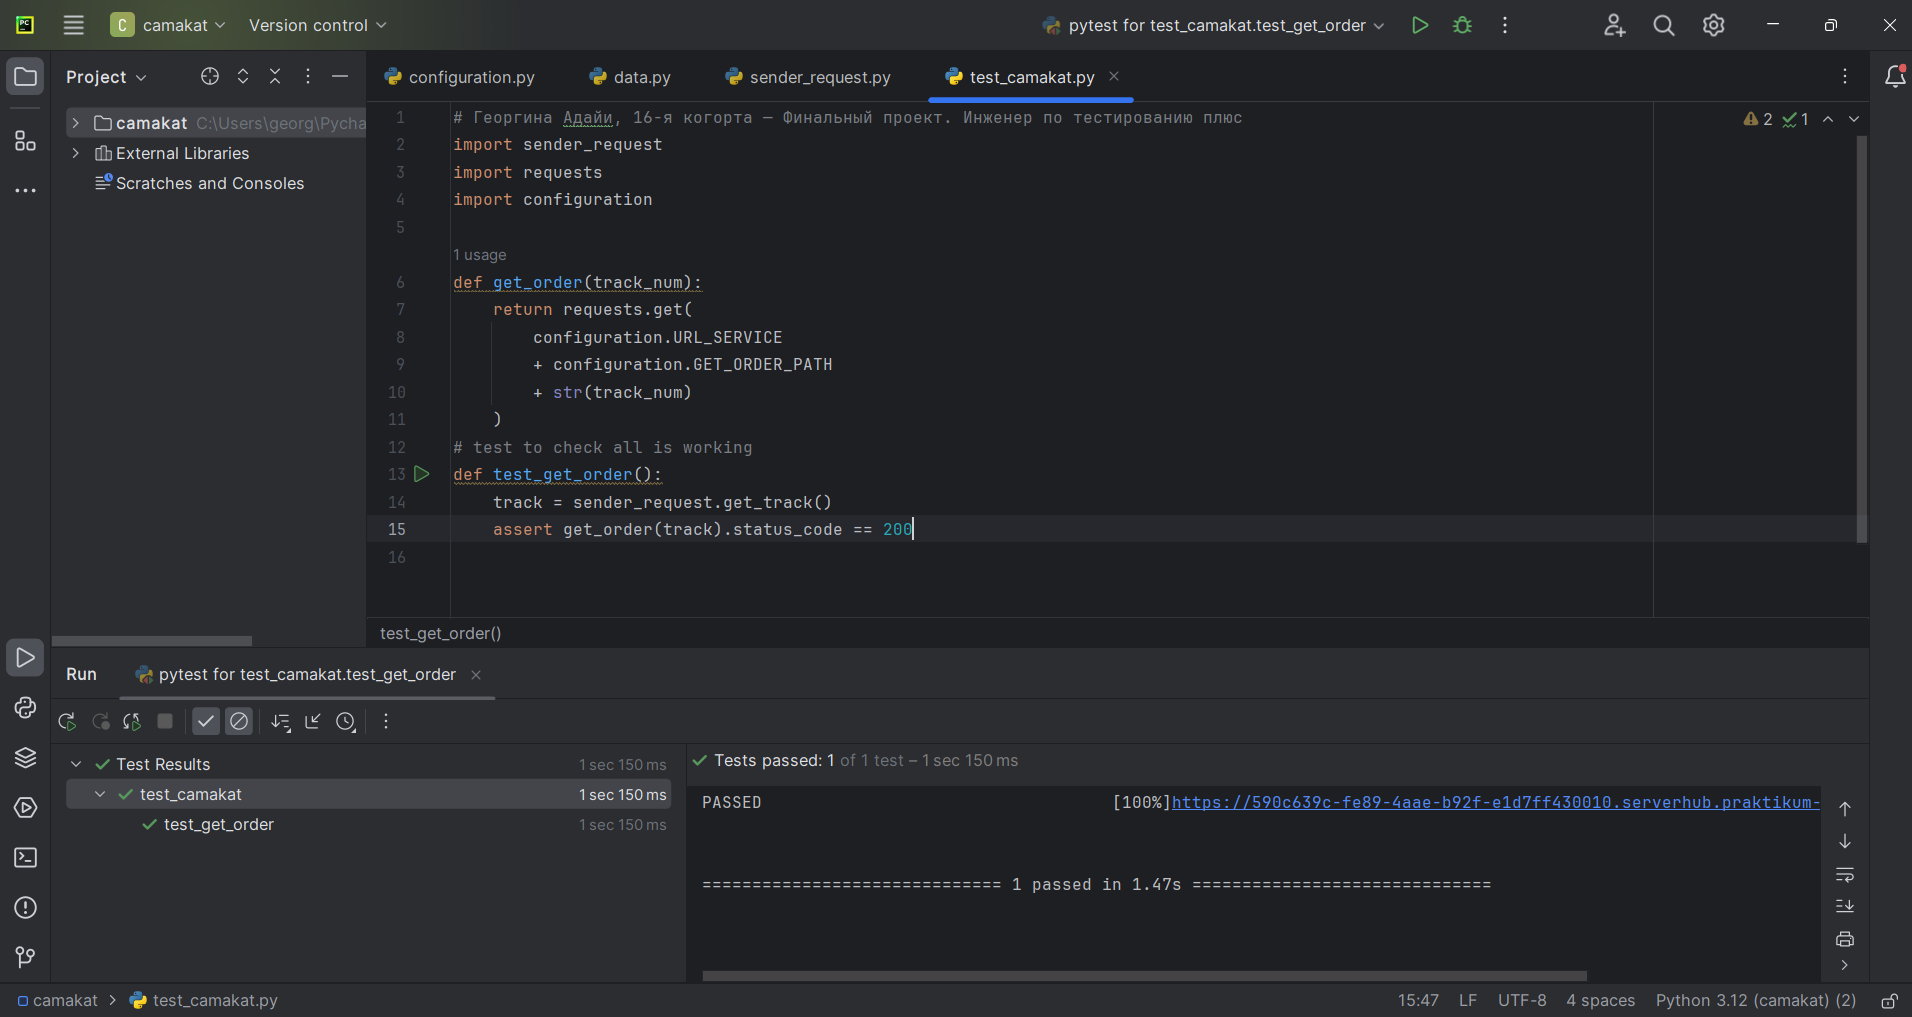 PC
C camakat Version control pytest for test_camakat.test_get_order
Project
configuration.py data.py sender_request.py test_camakat.py
camakat C:\Users\georg\Pycha
External Libraries
Scratches and Consoles
2 1
1 # Георгина Адайи, 16-я когорта — Финальный проект. Инженер по тестированию плюс
2 import sender_request
3 import requests
4 import configuration
5
1 usage
6 def get_order(track_num):
7 return requests.get(
8 configuration.URL_SERVICE
9 + configuration.GET_ORDER_PATH
10 + str(track_num)
11 )
12 # test to check all is working
13 def test_get_order():
14 track = sender_request.get_track()
15 assert get_order(track).status_code == 200
16
test_get_order()
Run pytest for test_camakat.test_get_order
Test Results 1 sec 150 ms
test_camakat 1 sec 150 ms
test_get_order 1 sec 150 ms
Tests passed: 1 of 1 test – 1 sec 150 ms
PASSED [100%]https://590c639c-fe89-4aae-b92f-e1d7ff430010.serverhub.praktikum-
============================== 1 passed in 1.47s ==============================
camakat test_camakat.py 15:47 LF UTF-8 4 spaces Python 3.12 (camakat) (2)